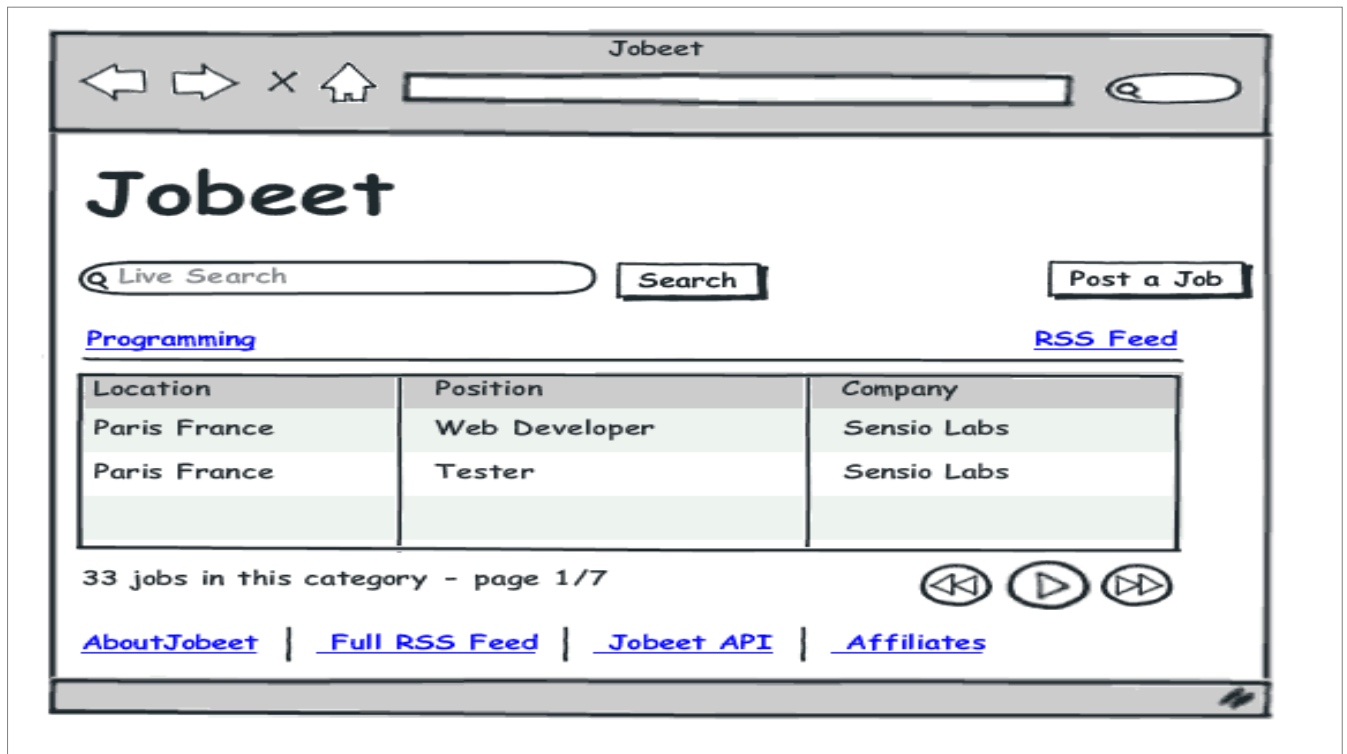 Jobeet
Jobeet
Live Search Search Post a Job
Programming RSS Feed
Location Position Company
Paris France Web Developer Sensio Labs
Paris France Tester Sensio Labs
33 jobs in this category - page 1/7
AboutJobeet | Full RSS Feed | Jobeet API | Affiliates